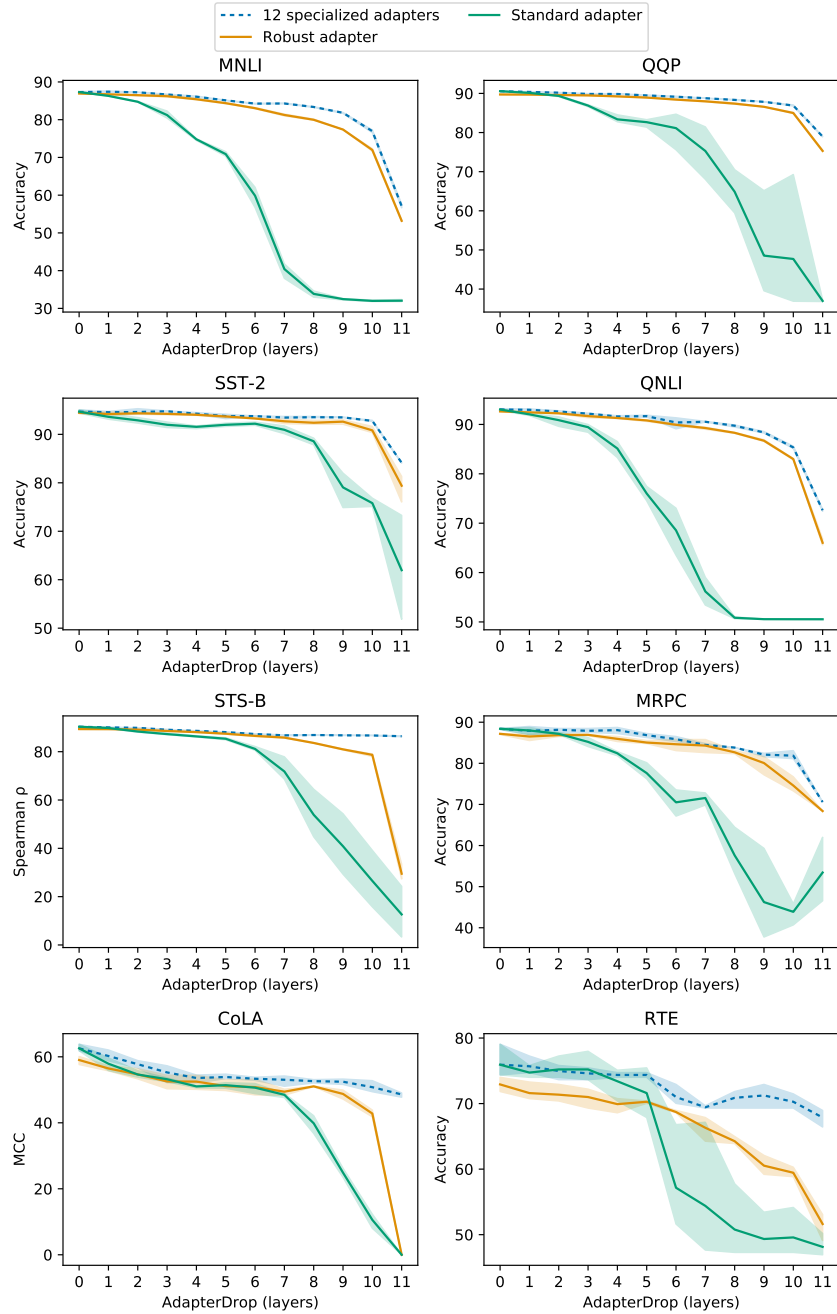 12 specialized adapters
Robust adapter
Standard adapter
MNLI
Accuracy
90
80
70
60
50
40
30
0 1 2 3 4 5 6 7 8 9 10 11
AdapterDrop (layers)
QQP
Accuracy
90
80
70
60
50
40
0 1 2 3 4 5 6 7 8 9 10 11
AdapterDrop (layers)
SST-2
Accuracy
90
80
70
60
50
0 1 2 3 4 5 6 7 8 9 10 11
AdapterDrop (layers)
QNLI
Accuracy
90
80
70
60
50
0 1 2 3 4 5 6 7 8 9 10 11
AdapterDrop (layers)
STS-B
Spearman ρ
80
60
40
20
0
0 1 2 3 4 5 6 7 8 9 10 11
AdapterDrop (layers)
MRPC
Accuracy
90
80
70
60
50
40
0 1 2 3 4 5 6 7 8 9 10 11
AdapterDrop (layers)
CoLA
MCC
60
40
20
0
0 1 2 3 4 5 6 7 8 9 10 11
AdapterDrop (layers)
RTE
Accuracy
80
70
60
50
0 1 2 3 4 5 6 7 8 9 10 11
AdapterDrop (layers)